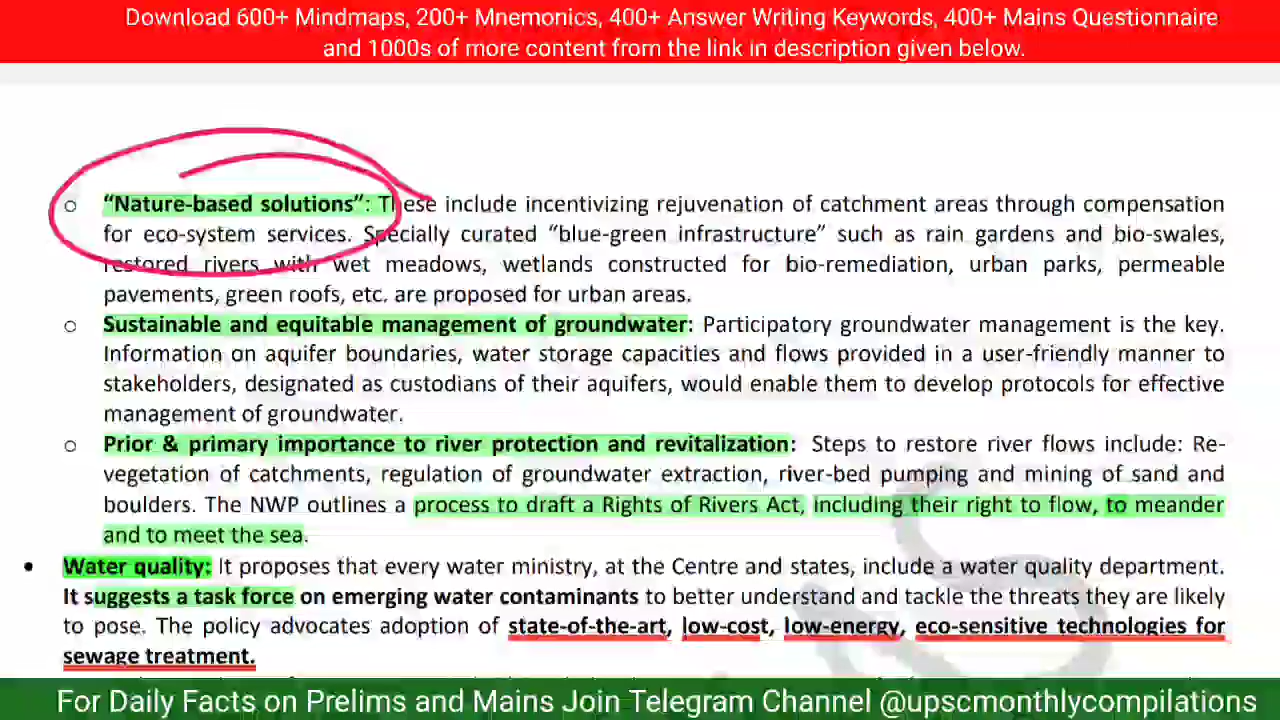 Download 600+ Mindmaps, 200+ Mnemonics, 400+ Answer Writing Keywords, 400+ Mains Questionnaire
and 1000s of more content from the link in description given below.
o “Nature-based solutions”: These include incentivizing rejuvenation of catchment areas through compensation
for eco-system services. Specially curated “blue-green infrastructure” such as rain gardens and bio-swales,
restored rivers with wet meadows, wetlands constructed for bio-remediation, urban parks, permeable
pavements, green roofs, etc. are proposed for urban areas.
o Sustainable and equitable management of groundwater: Participatory groundwater management is the key.
Information on aquifer boundaries, water storage capacities and flows provided in a user-friendly manner to
stakeholders, designated as custodians of their aquifers, would enable them to develop protocols for effective
management of groundwater.
o Prior & primary importance to river protection and revitalization: Steps to restore river flows include: Re-
vegetation of catchments, regulation of groundwater extraction, river-bed pumping and mining of sand and
boulders. The NWP outlines a process to draft a Rights of Rivers Act, including their right to flow, to meander
and to meet the sea.
• Water quality: It proposes that every water ministry, at the Centre and states, include a water quality department.
It suggests a task force on emerging water contaminants to better understand and tackle the threats they are likely
to pose. The policy advocates adoption of state-of-the-art, low-cost, low-energy, eco-sensitive technologies for
sewage treatment.
For Daily Facts on Prelims and Mains Join Telegram Channel @upscmonthlycompilations